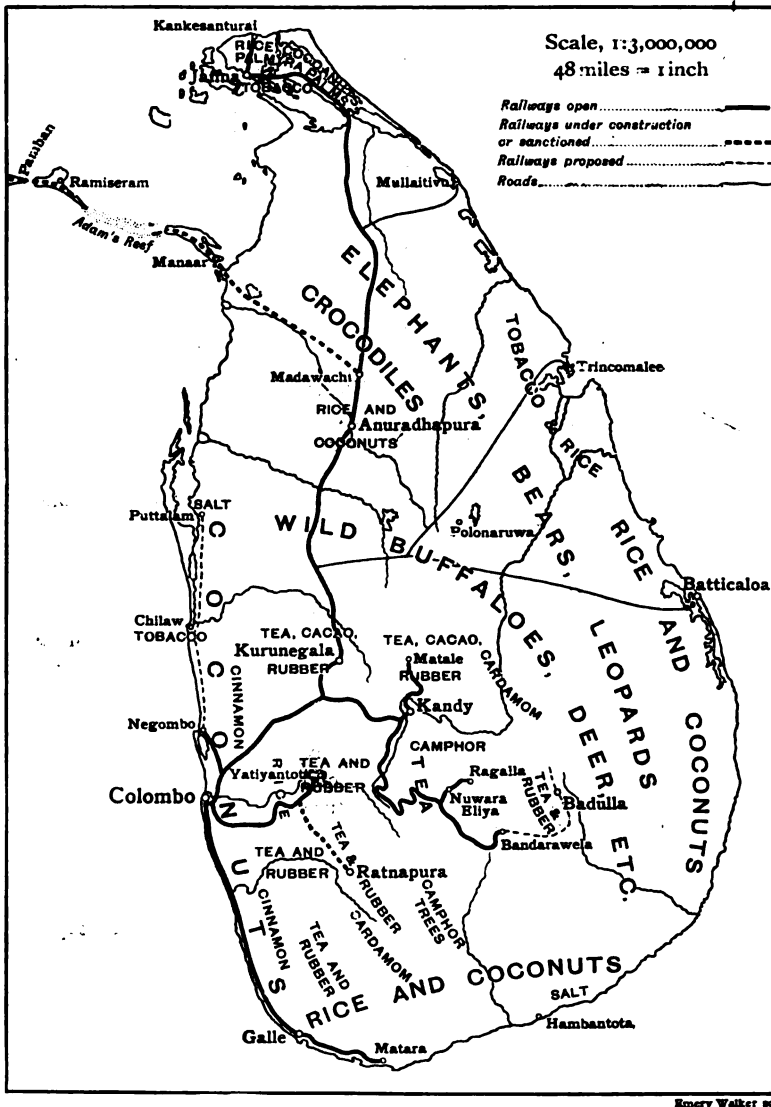 Kankesanturai
Scale, 1:3,000,000
48 miles = 1 inch
RICE
PALMYRA PALMS,
COCOANUTS,
Jaffna
TOBACCO
Railways open
Railways under construction
or sanctioned
Railways proposed
Roads
Paniban
Ramiseram
Adam's Reef
Manaar
Mullaitivu
ELEPHANTS,
CROCODILES
TOBACCO & RICE
Trincomalee
Madawachi
RICE AND
Anuradhapura
COCONUTS
SALT
Puttalam
WILD BUFFALOES,
BEARS,
Polonaruwa
RICE AND COCONUTS
Batticaloa
LEOPARDS
DEER, ETC.
Chilaw
TOBACCO
COCONUTS
TEA, CACAO,
Kurunegala
RUBBER
TEA, CACAO,
Matale
RUBBER
CARDAMOM
Kandy
CINNAMON
Negombo
CAMPHOR
TEA
Yatiyantota
TEA AND
RUBBER
RICE
Ragalla
Nuwara
Eliya
TEA &
RUBBER
Badulla
Colombo
Bandarawela
TEA AND
RUBBER
TEA &
RUBBER
Ratnapura
CINNAMON
CAMPHOR
TREES
TEA AND
RUBBER
CARDAMOM
RICE AND COCONUTS
SALT
Hambantota
Galle
Matara
Emery Walker